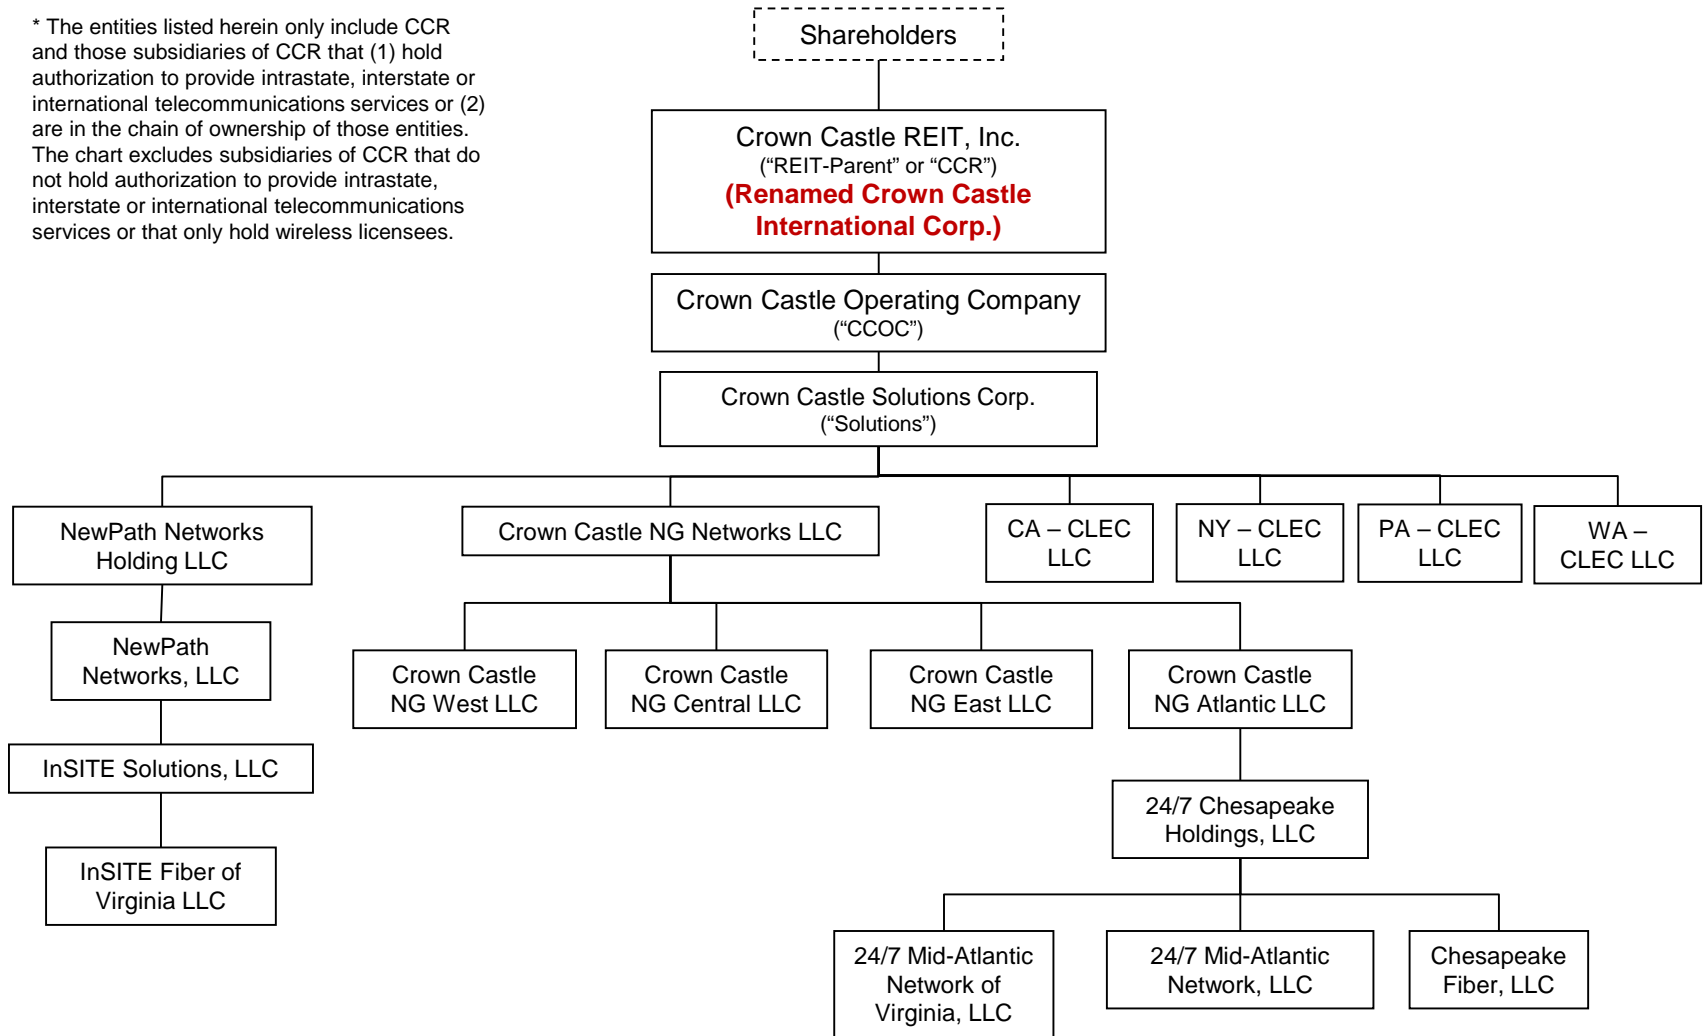 * The entities listed herein only include CCR
and those subsidiaries of CCR that (1) hold
authorization to provide intrastate, interstate or
international telecommunications services or (2)
are in the chain of ownership of those entities.
The chart excludes subsidiaries of CCR that do
not hold authorization to provide intrastate,
interstate or international telecommunications
services or that only hold wireless licensees.
Shareholders
Crown Castle REIT, Inc.
(“REIT-Parent” or “CCR”)
(Renamed Crown Castle
International Corp.)
Crown Castle Operating Company
(“CCOC”)
Crown Castle Solutions Corp.
(“Solutions”)
NewPath Networks
Holding LLC
Crown Castle NG Networks LLC
CA – CLEC
LLC
NY – CLEC
LLC
PA – CLEC
LLC
WA –
CLEC LLC
NewPath
Networks, LLC
Crown Castle
NG West LLC
Crown Castle
NG Central LLC
Crown Castle
NG East LLC
Crown Castle
NG Atlantic LLC
InSITE Solutions, LLC
24/7 Chesapeake
Holdings, LLC
InSITE Fiber of
Virginia LLC
24/7 Mid-Atlantic
Network of
Virginia, LLC
24/7 Mid-Atlantic
Network, LLC
Chesapeake
Fiber, LLC